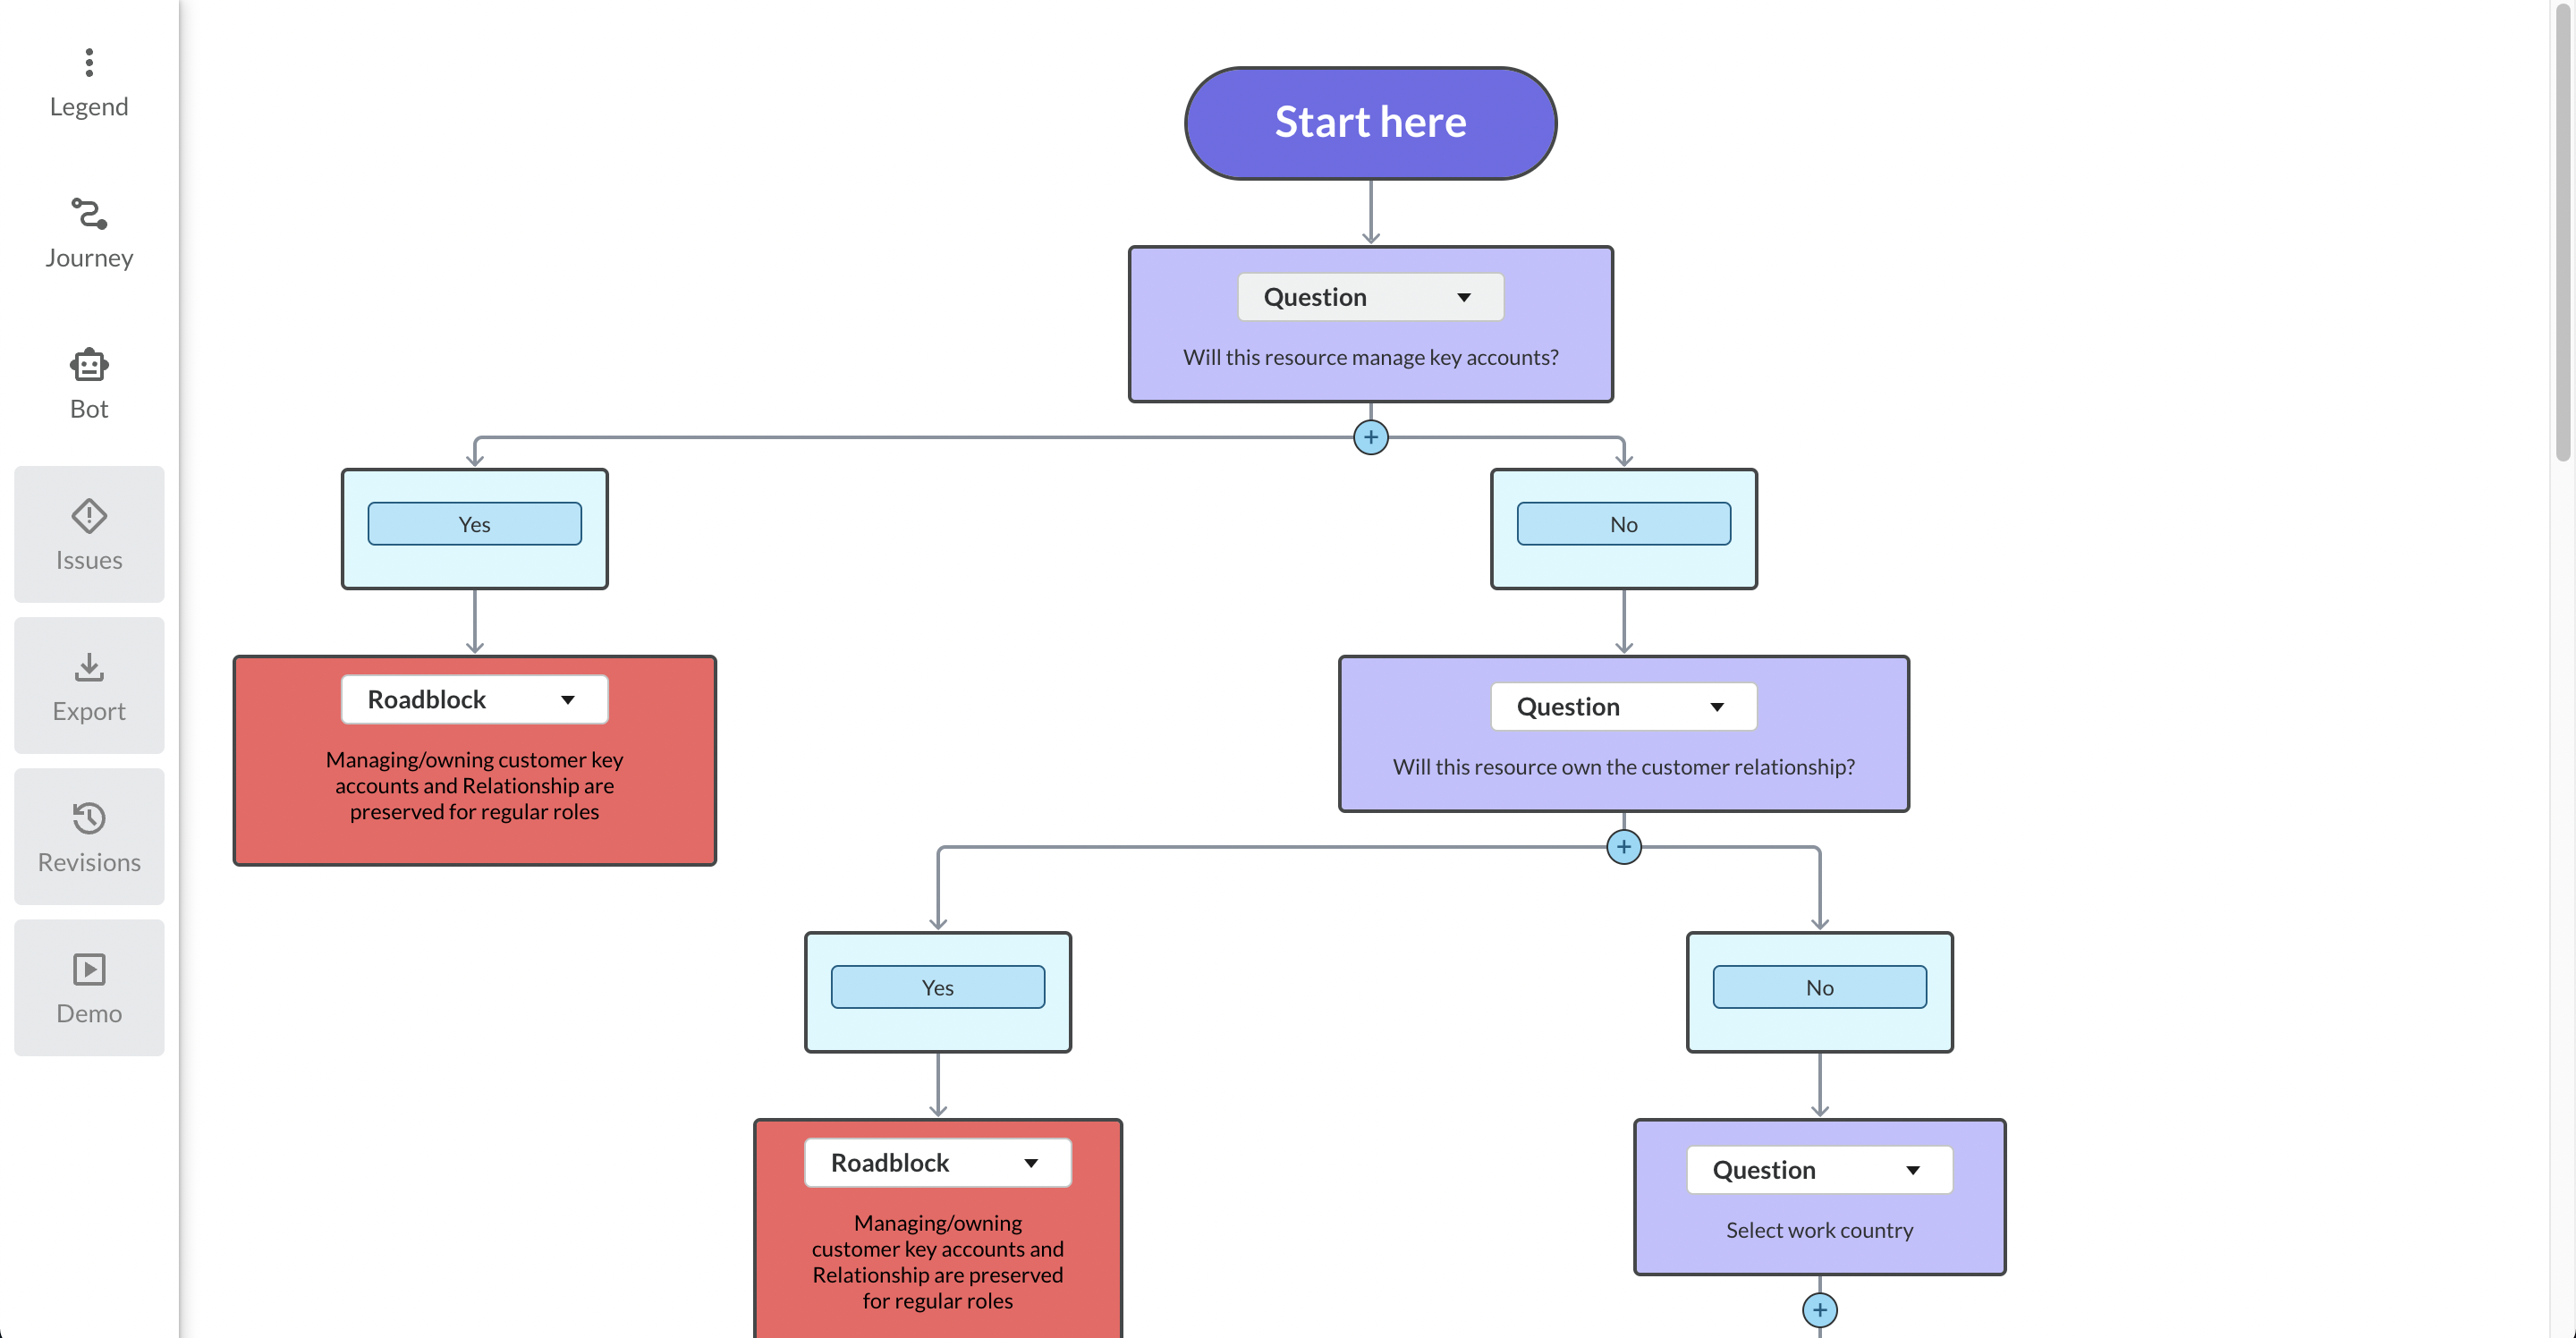 Legend
Journey
Bot
Issues
Export
Revisions
Demo
Start here
Question
Will this resource manage key accounts?
Yes
No
Roadblock
Managing/owning customer key
accounts and Relationship are
preserved for regular roles
Question
Will this resource own the customer relationship?
Yes
No
Roadblock
Managing/owning
customer key accounts and
Relationship are preserved
for regular roles
Question
Select work country